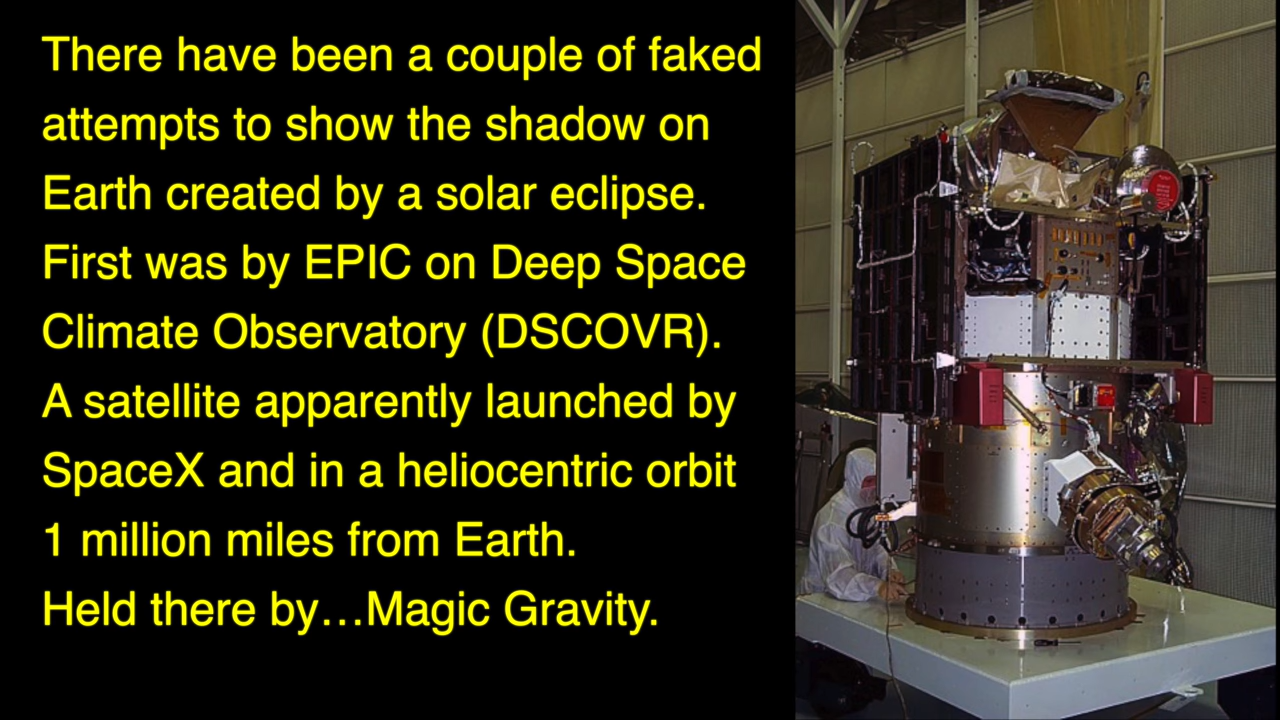 There have been a couple of faked
attempts to show the shadow on
Earth created by a solar eclipse.
First was by EPIC on Deep Space
Climate Observatory (DSCOVR).
A satellite apparently launched by
SpaceX and in a heliocentric orbit
1 million miles from Earth.
Held there by…Magic Gravity.